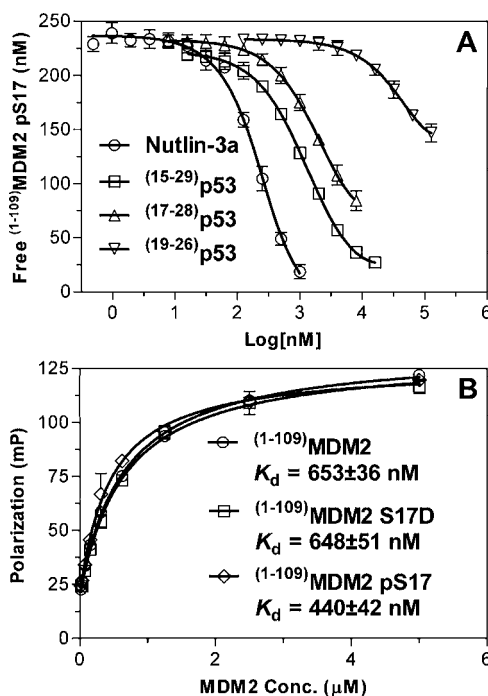 A
Free (1-109)MDM2 pS17 (nM)
250
200
150
100
50
0
Nutlin-3a
(15-29)p53
(17-28)p53
(19-26)p53
0 1 2 3 4 5 6
Log[nM]
B
Polarization (mP)
125
100
75
50
25
0
(1-109)MDM2
Kd = 653±36 nM
(1-109)MDM2 S17D
Kd = 648±51 nM
(1-109)MDM2 pS17
Kd = 440±42 nM
0 2 4 6
MDM2 Conc. (μM)